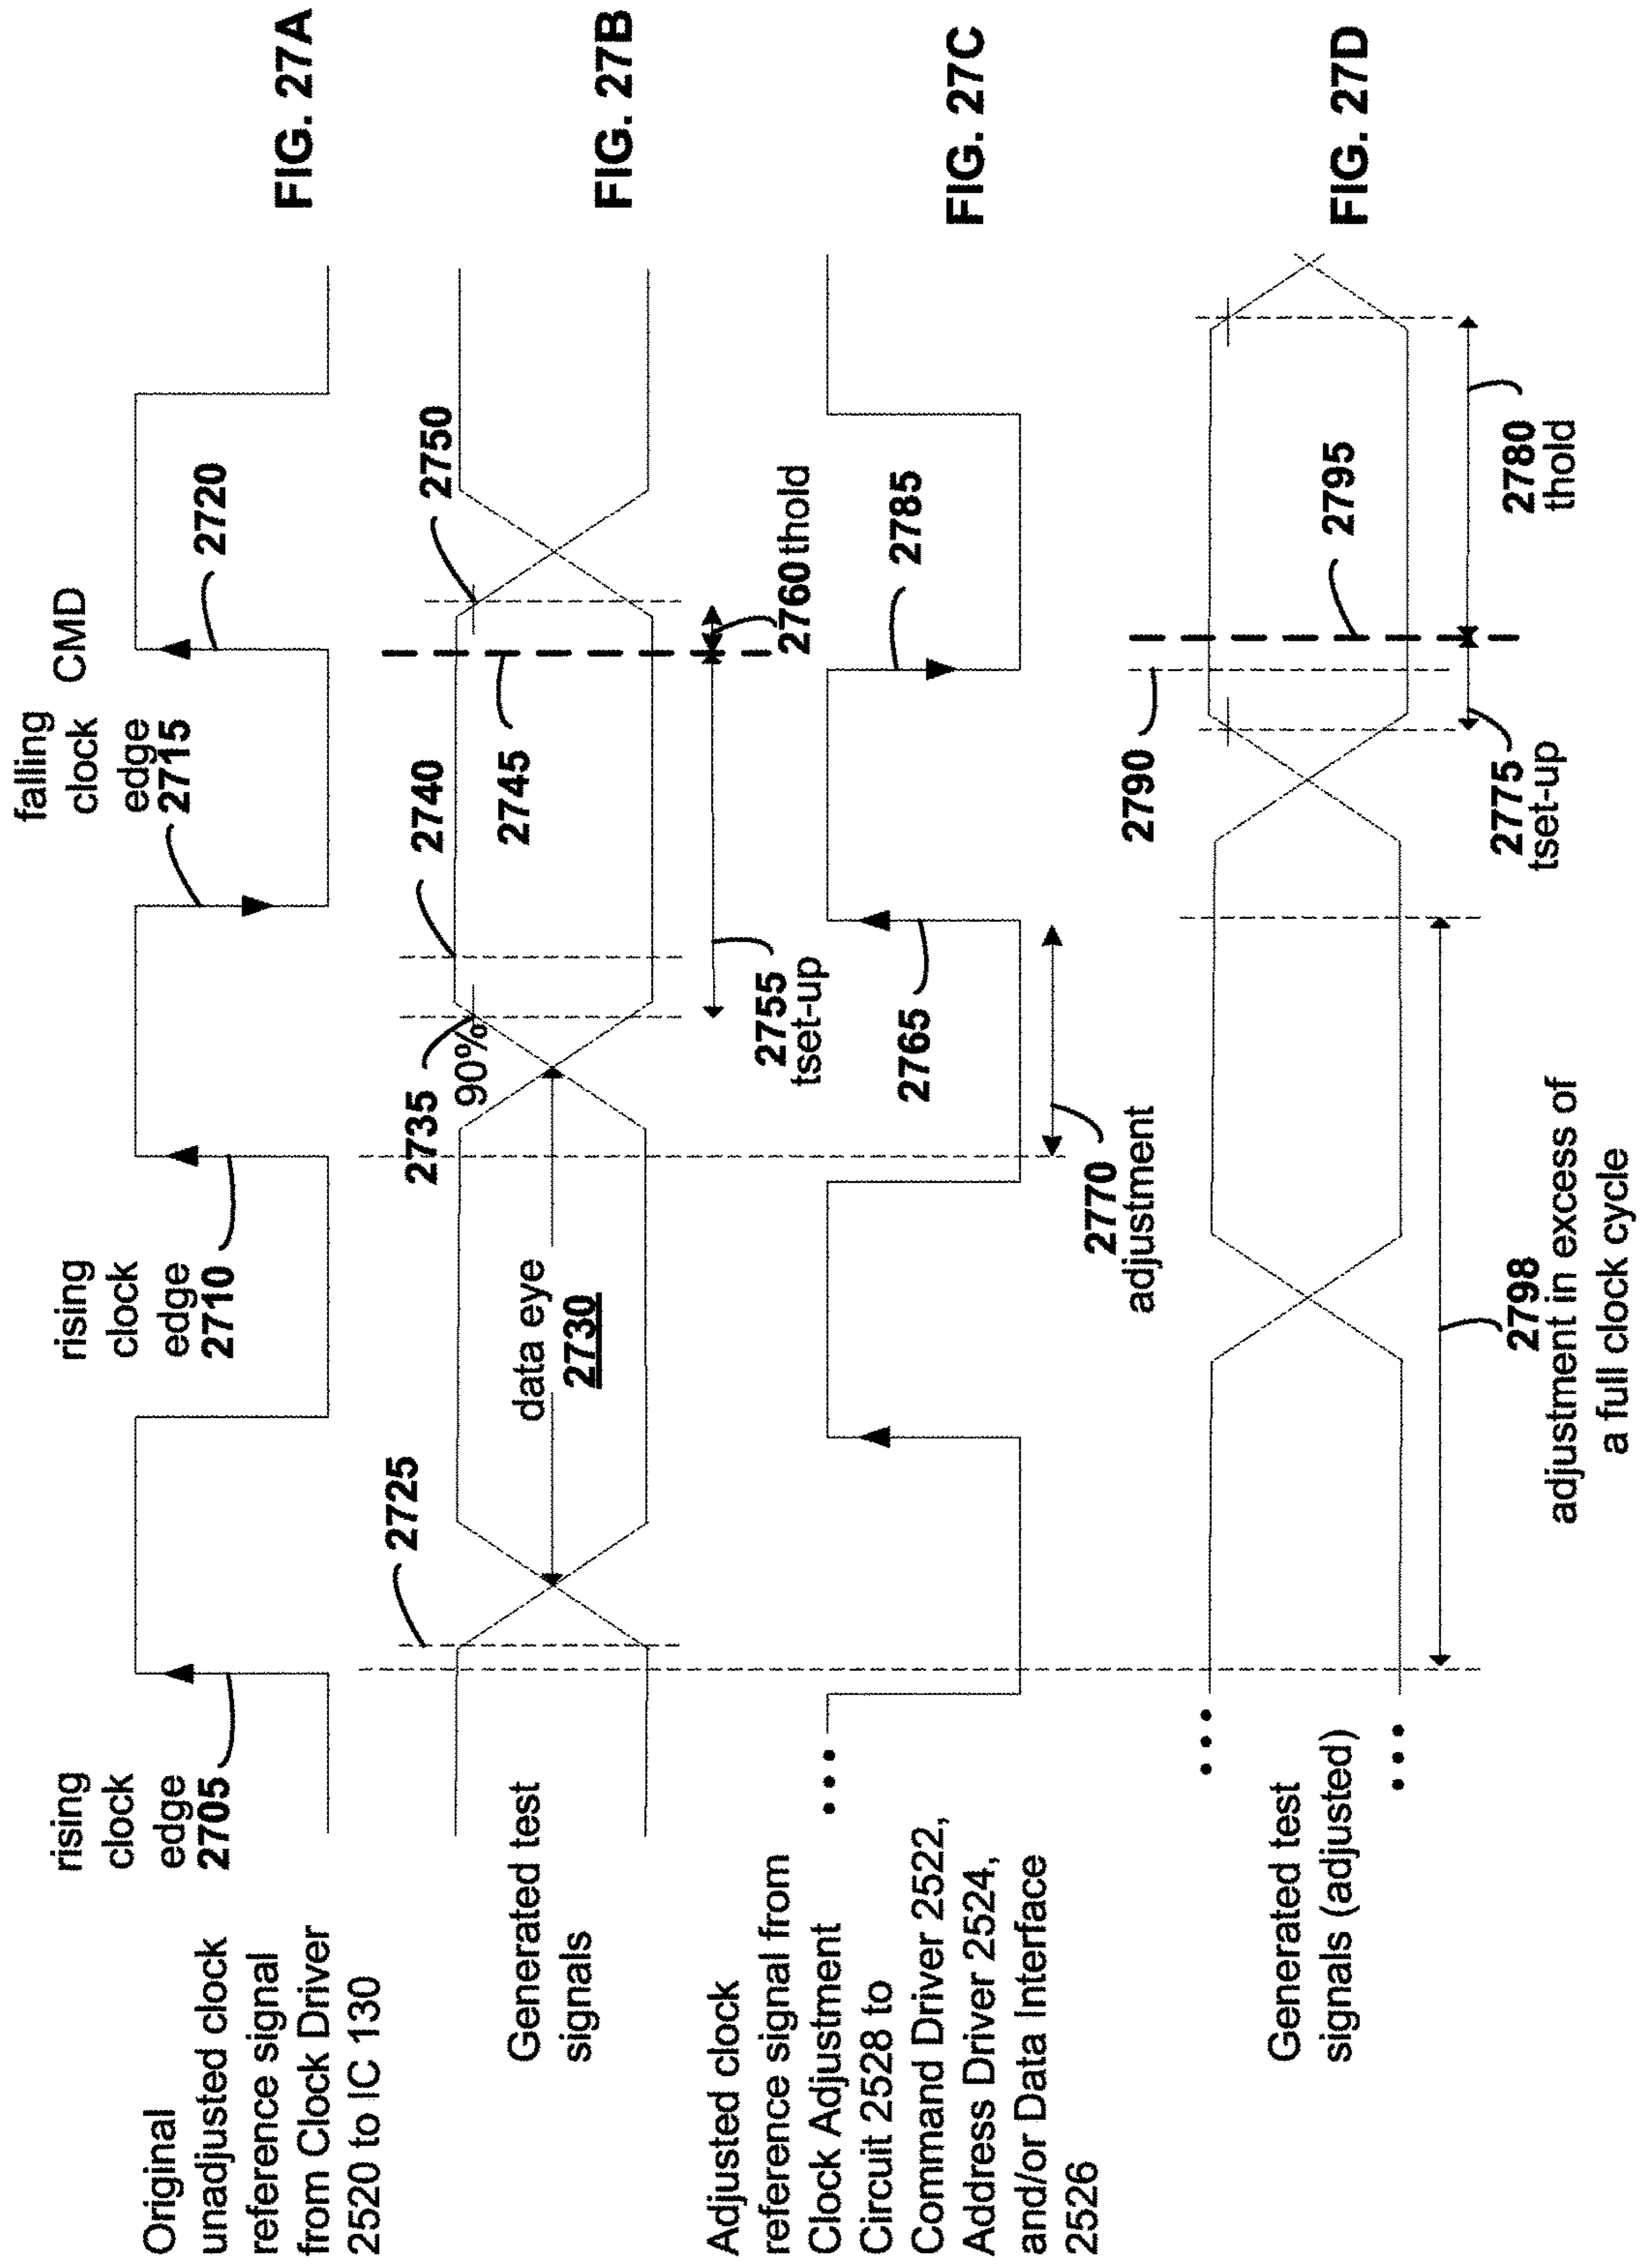 Original
unadjusted clock
reference signal
from Clock Driver
2520 to IC 130
rising
clock
edge
2705
rising
clock
edge
2710
falling
clock
edge
2715
CMD
2720
FIG. 27A
Generated test
signals
2725
data eye
2730
2735
90%
2740
2745
2750
2755
tset-up
2760 thold
FIG. 27B
Adjusted clock
reference signal from
Clock Adjustment
Circuit 2528 to
Command Driver 2522,
Address Driver 2524,
and/or Data Interface
2526
•••
2765
2770
adjustment
2785
FIG. 27C
Generated test
signals (adjusted)
•••
•••
2790
2795
2775
tset-up
2780
thold
2798
adjustment in excess of
a full clock cycle
FIG. 27D